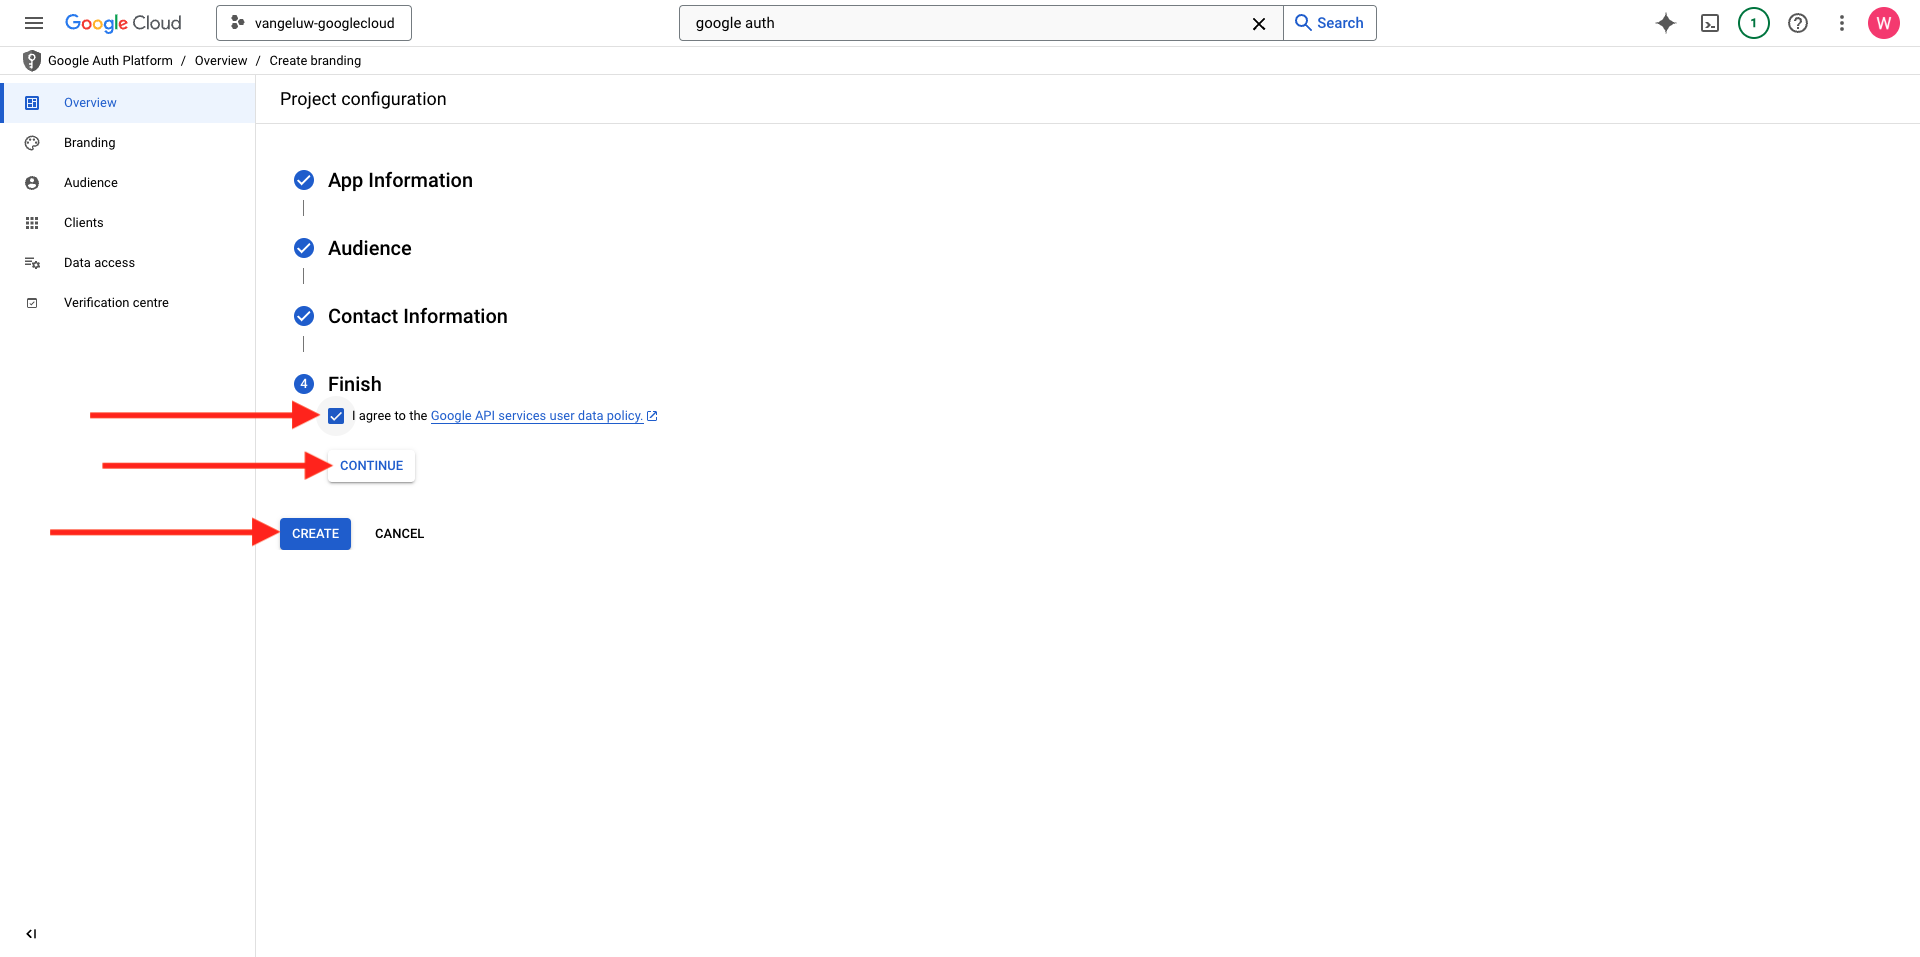 Google Cloud
vangeluw-googlecloud
google auth
Search
1
W
Google Auth Platform / Overview / Create branding
Overview
Branding
Audience
Clients
Data access
Verification centre
Project configuration
App Information
Audience
Contact Information
4 Finish
I agree to the Google API services user data policy.
CONTINUE
CREATE CANCEL